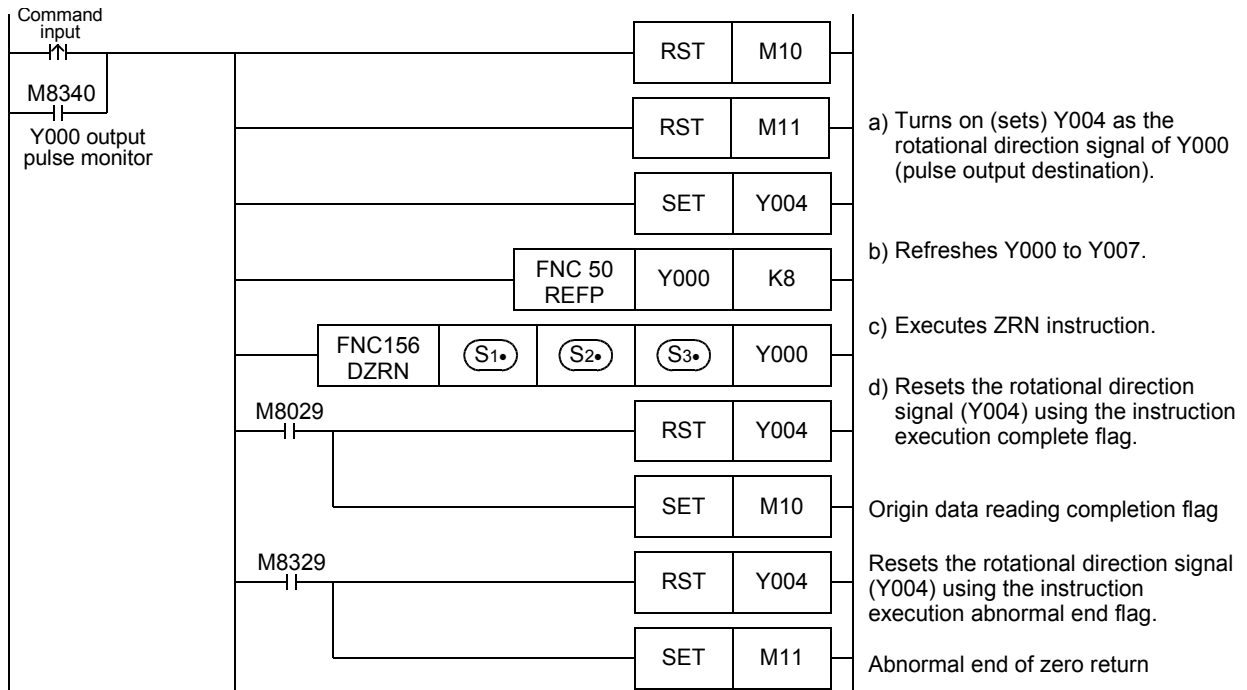 Command
input
RST M10
M8340
Y000 output
pulse monitor
RST M11
a) Turns on (sets) Y004 as the
rotational direction signal of Y000
(pulse output destination).
SET Y004
b) Refreshes Y000 to Y007.
FNC 50
REFP
Y000 K8
c) Executes ZRN instruction.
FNC156
DZRN
S1• S2• S3• Y000
d) Resets the rotational direction
signal (Y004) using the instruction
execution complete flag.
M8029
RST Y004
SET M10
Origin data reading completion flag
M8329
RST Y004
Resets the rotational direction signal
(Y004) using the instruction
execution abnormal end flag.
SET M11
Abnormal end of zero return